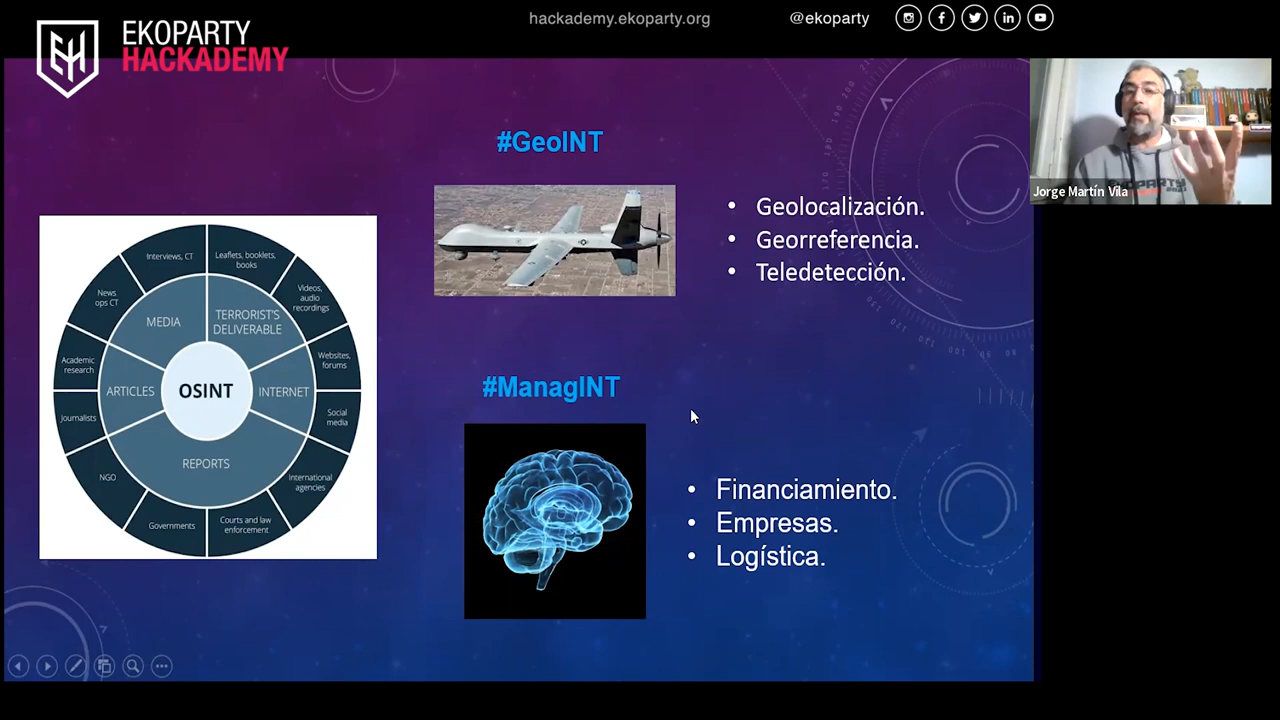 hackademy.ekoparty.org
@ekoparty
EKOPARTY
HACKADEMY
Jorge Martín Vila
#GeoINT
• Geolocalización.
• Georreferencia.
• Teledetección.
Interviews, CT
Leaflets, booklets,
books
News
ops CT
Videos,
audio
recordings
MEDIA
TERRORIST'S
DELIVERABLE
Academic
research
Websites,
forums
ARTICLES
OSINT
INTERNET
Journalists
Social
media
REPORTS
NGO
International
agencies
Governments
Courts and law
enforcement
#ManagINT
• Financiamiento.
• Empresas.
• Logística.